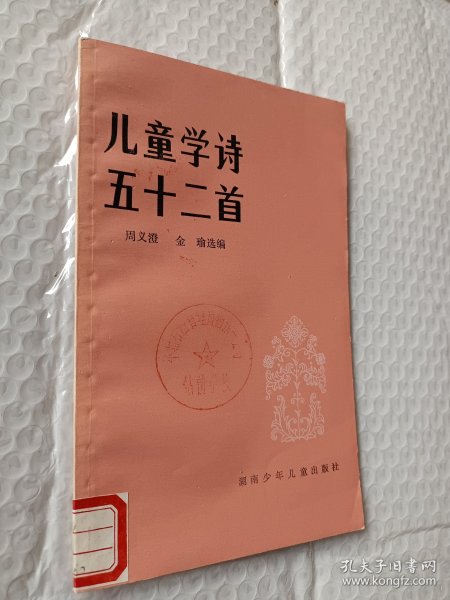 儿童学诗
五十二首
周义澄 金瑜选编
湖南少年儿童出版社
孔夫子旧书网
www.kongfz.com